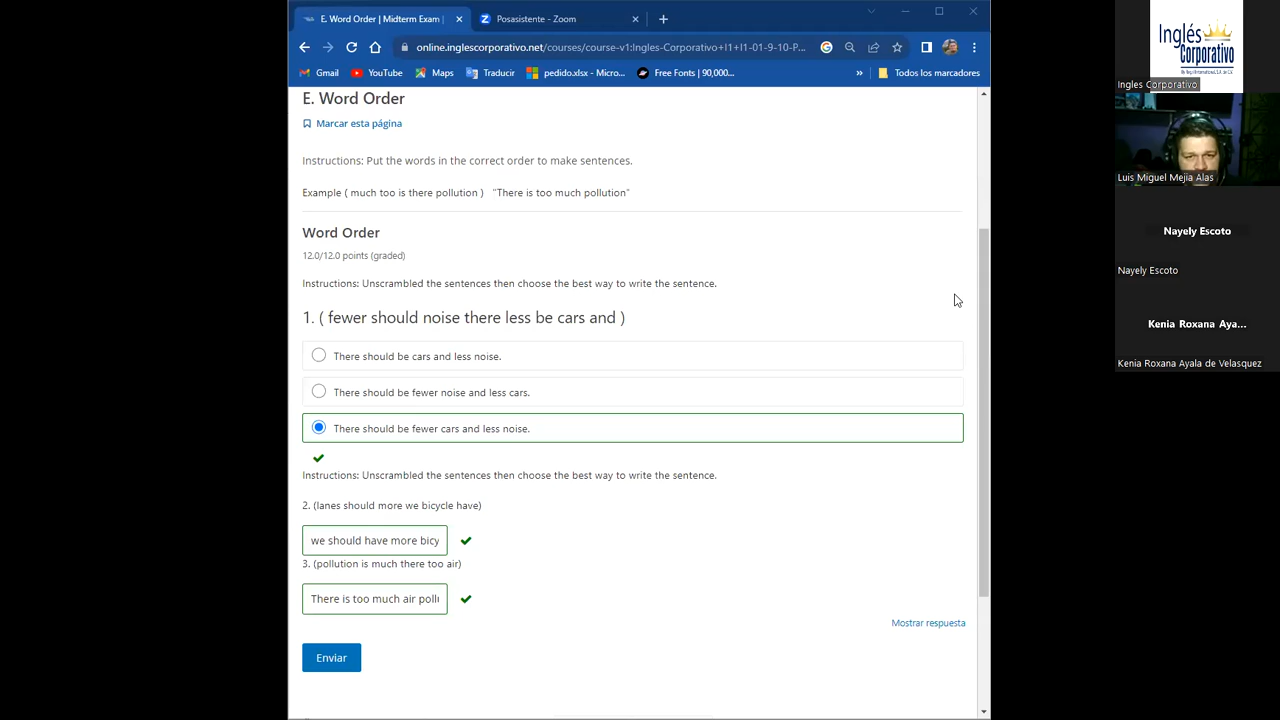 E. Word Order | Midterm Exam |
Posasistente - Zoom
online.inglescorporativo.net/courses/course-v1:Ingles-Corporativo+I1+I1-01-9-10-P...
Gmail
YouTube
Maps
Traducir
pedido.xlsx - Micro...
Free Fonts | 90,000...
»
Todos los marcadores
E. Word Order
Marcar esta página
Instructions: Put the words in the correct order to make sentences.
Example ( much too is there pollution ) "There is too much pollution"
Word Order
12.0/12.0 points (graded)
Instructions: Unscrambled the sentences then choose the best way to write the sentence.
1. ( fewer should noise there less be cars and )
There should be cars and less noise.
There should be fewer noise and less cars.
There should be fewer cars and less noise.
Instructions: Unscrambled the sentences then choose the best way to write the sentence.
2. (lanes should more we bicycle have)
we should have more bicy
3. (pollution is much there too air)
There is too much air pollu
Mostrar respuesta
Enviar
Inglés
Corporativo
Ingles Corporativo
Luis Miguel Mejia Alas
Nayely Escoto
Nayely Escoto
Kenia Roxana Aya...
Kenia Roxana Ayala de Velasquez